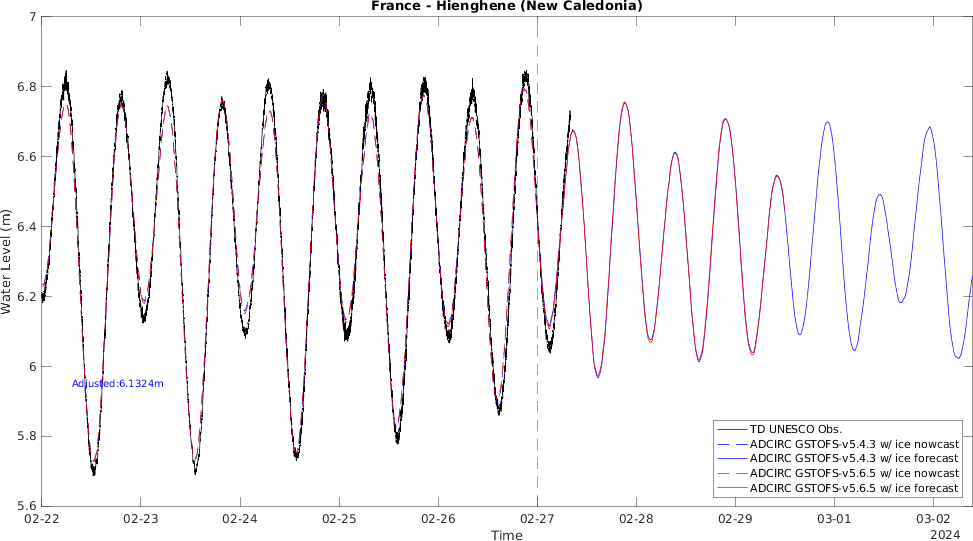 France - Hienghene (New Caledonia)
7
6.8
6.6
6.4
6.2
6
5.8
5.6
Water Level (m)
Adjusted:6.1324m
TD UNESCO Obs.
ADCIRC GSTOFS-v5.4.3 w/ ice nowcast
ADCIRC GSTOFS-v5.4.3 w/ ice forecast
ADCIRC GSTOFS-v5.6.5 w/ ice nowcast
ADCIRC GSTOFS-v5.6.5 w/ ice forecast
02-22 02-23 02-24 02-25 02-26 02-27 02-28 02-29 03-01 03-02
Time
2024